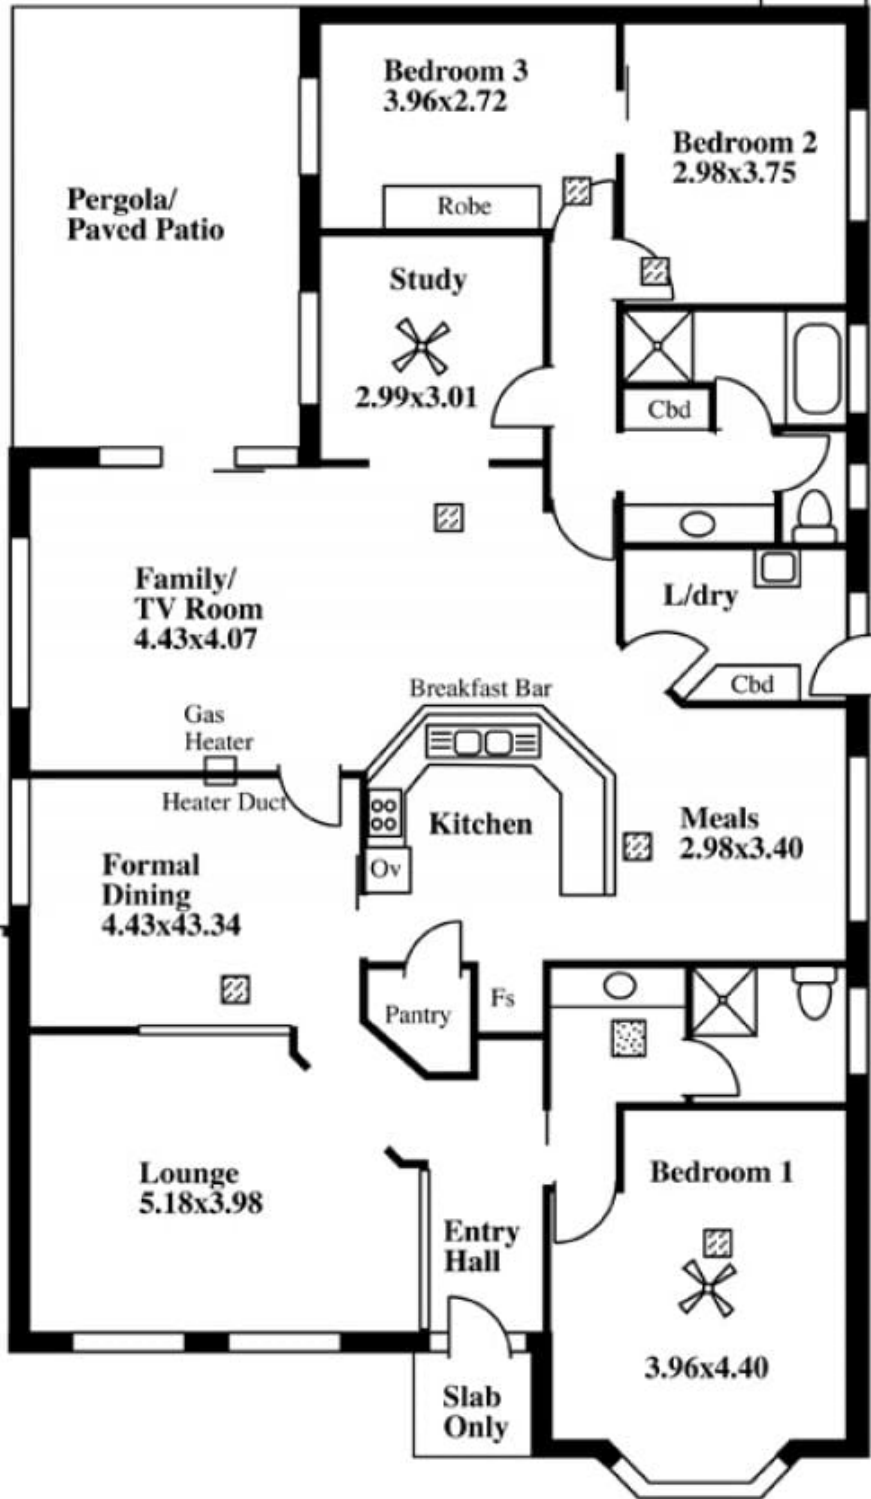 Bedroom 3
3.96x2.72
Bedroom 2
2.98x3.75
Pergola/
Paved Patio
Robe
Study
2.99x3.01
Cbd
Family/
TV Room
4.43x4.07
L/dry
Cbd
Breakfast Bar
Gas
Heater
Heater Duct
Kitchen
Meals
2.98x3.40
Ov
Formal
Dining
4.43x43.34
Pantry
Fs
Lounge
5.18x3.98
Entry
Hall
Bedroom 1
3.96x4.40
Slab
Only